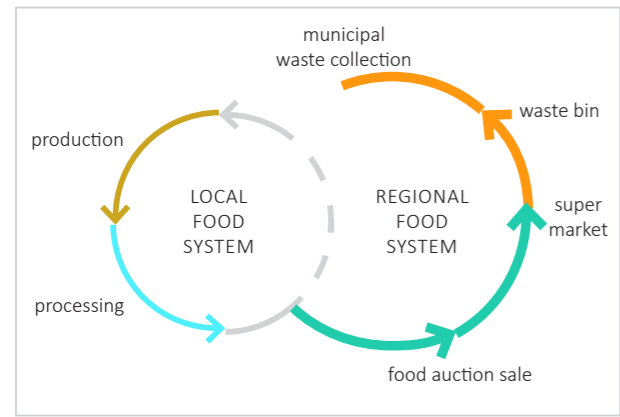 municipal
waste collection
waste bin
production
LOCAL
FOOD
SYSTEM
REGIONAL
FOOD
SYSTEM
super
market
processing
food auction sale